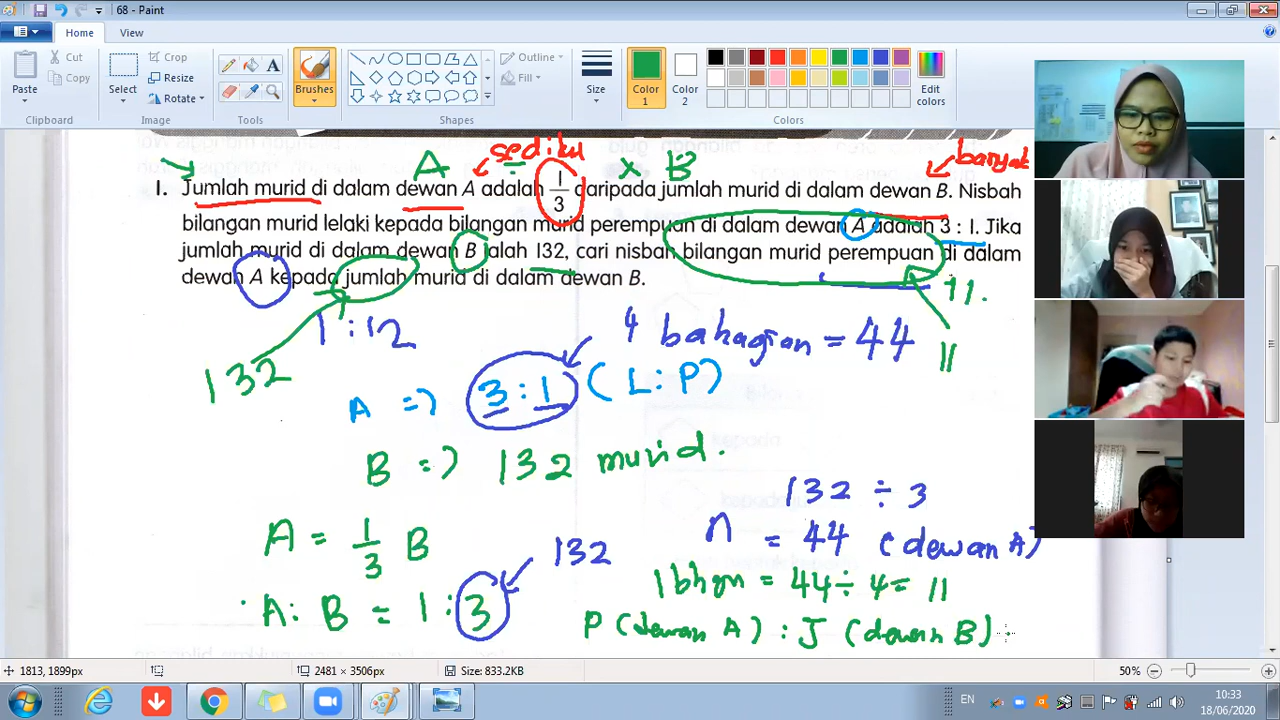 68 - Paint
Home
View
Paste
Cut
Copy
Clipboard
Select
Crop
Resize
Rotate
Image
Tools
Brushes
Outline
Fill
Shapes
Size
Color 1
Color 2
Edit colors
Colors
A sedikit ÷ x B banyak
1. Jumlah murid di dalam dewan A adalah 1/3 daripada jumlah murid di dalam dewan B. Nisbah
bilangan murid lelaki kepada bilangan murid perempuan di dalam dewan A adalah 3 : 1. Jika
jumlah murid di dalam dewan B ialah 132, cari nisbah bilangan murid perempuan di dalam
dewan A kepada jumlah murid di dalam dewan B.
11.
1 : 12
4 bahagian = 44
11
132
A => 3 : 1 ( L : P )
B => 132 murid.
132 ÷ 3
n = 44 (dewan A)
A = 1/3 B
132
1 bhgn = 44 ÷ 4 = 11
A : B = 1 : 3
P (dewan A) : J (dewan B)
1813, 1899px
2481 × 3506px
Size: 833.2KB
50%
EN
10:33
18/06/2020